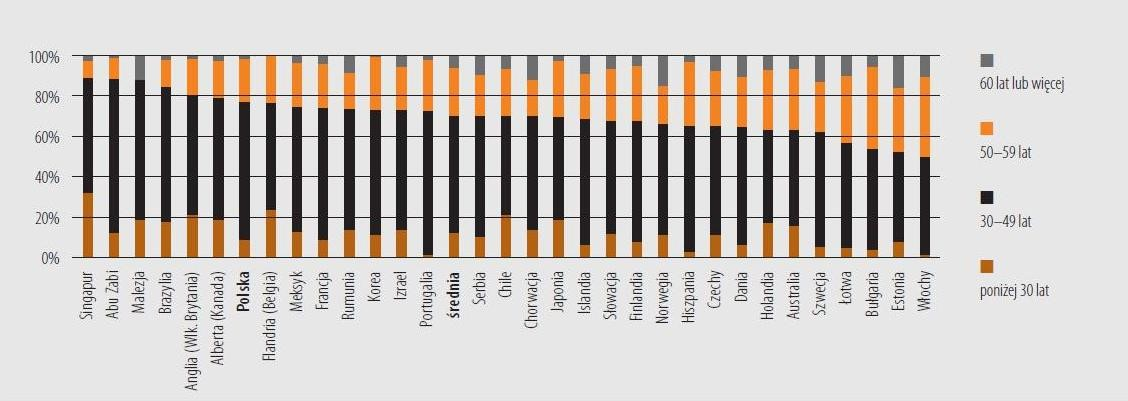 100%
80%
60%
40%
20%
0%
Singapur
Abu Zabi
Malezja
Brazylia
Anglia (Wlk. Brytania)
Alberta (Kanada)
Polska
Flandria (Belgia)
Meksyk
Francja
Rumunia
Korea
Izrael
Portugalia
średnia
Serbia
Chile
Chorwacja
Japonia
Islandia
Słowacja
Finlandia
Norwegia
Hiszpania
Czechy
Dania
Holandia
Australia
Szwecja
Łotwa
Bułgaria
Estonia
Włochy
60 lat lub więcej
50–59 lat
30–49 lat
poniżej 30 lat